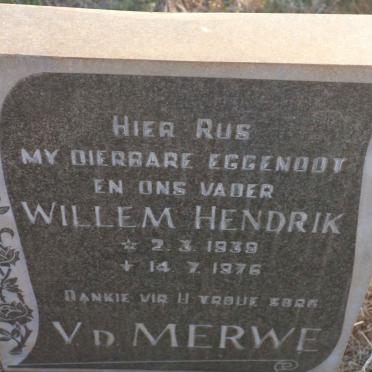 HIER RUS
MY DIERBARE EGGENOOT
EN ONS VADER
WILLEM HENDRIK
☆ 2.3.1939
✝ 14.7.1976
DANKIE VIR U TROUE SORG
V D MERWE